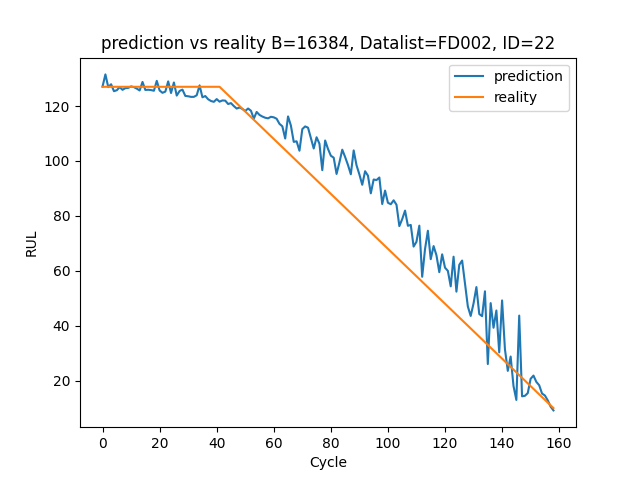 prediction vs reality B=16384, Datalist=FD002, ID=22
prediction
reality
RUL
120
100
80
60
40
20
0 20 40 60 80 100 120 140 160
Cycle